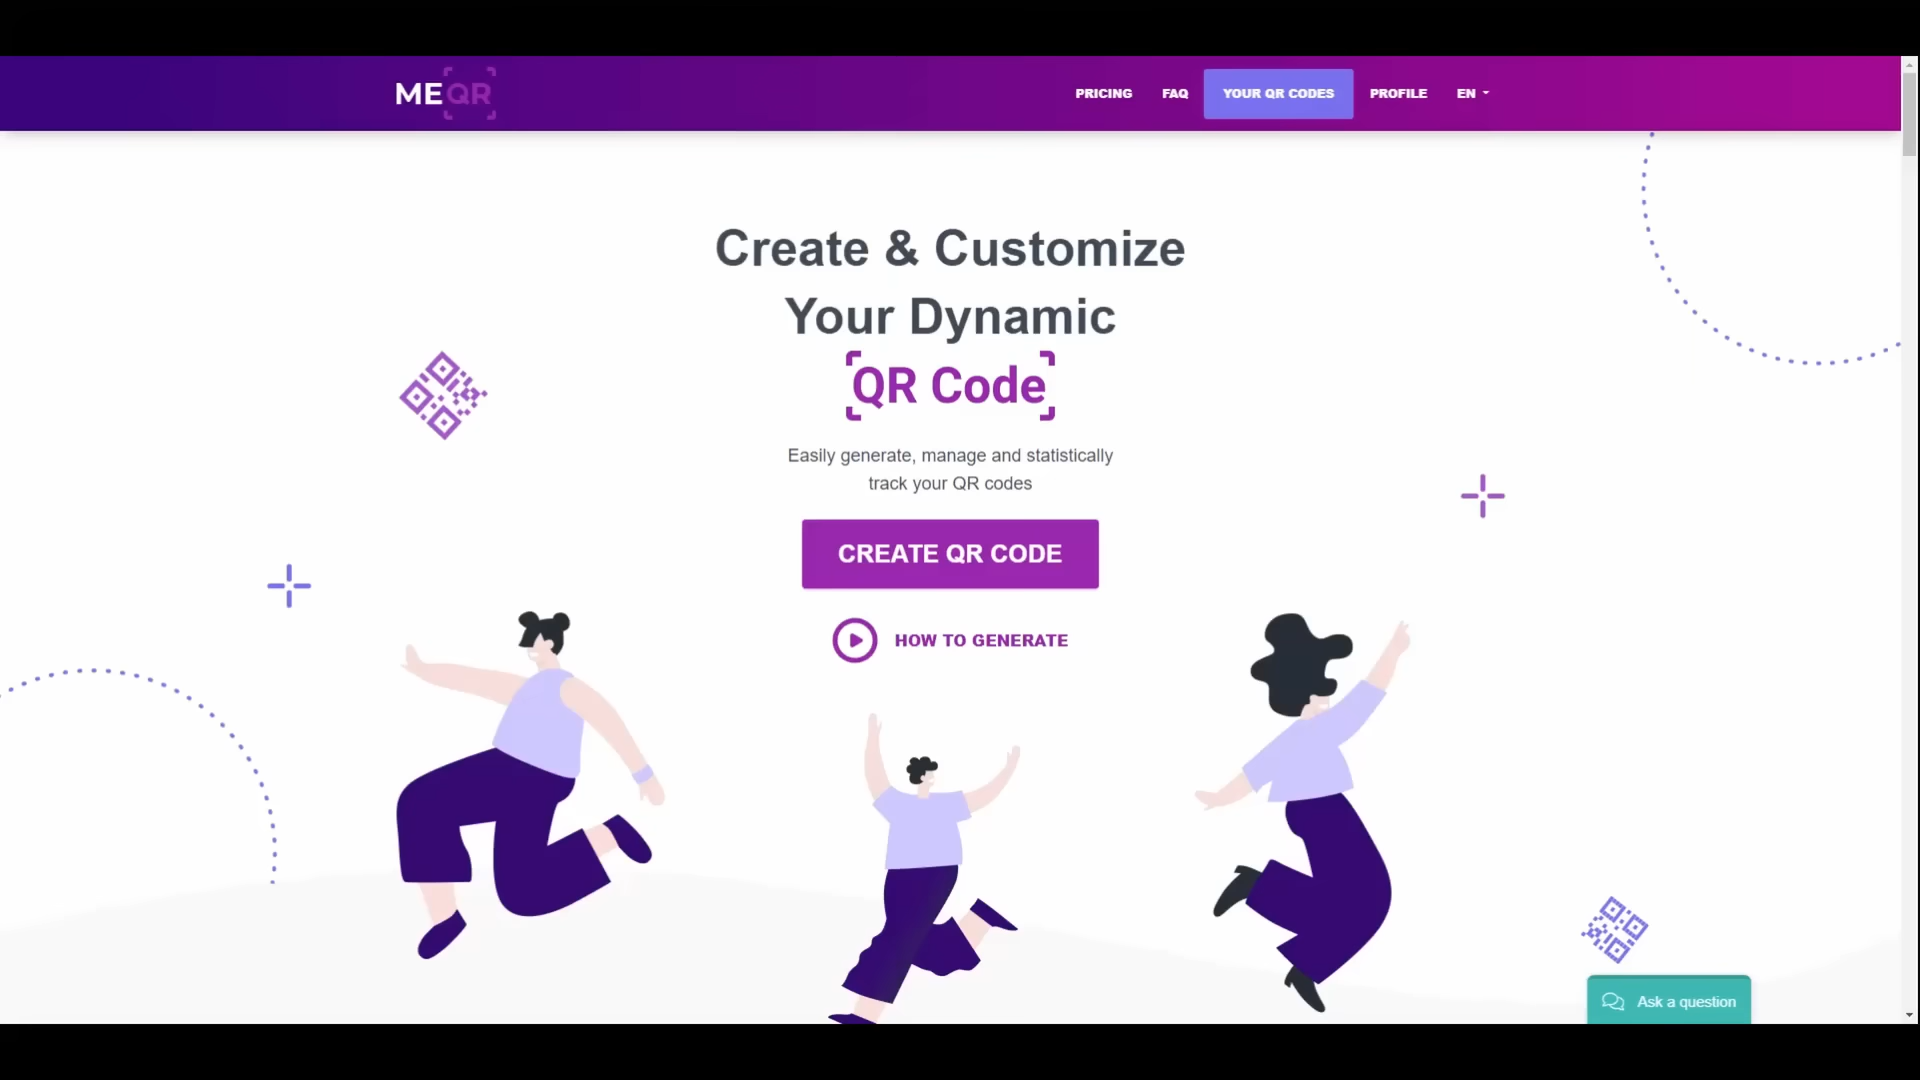 MEQR
PRICING
FAQ
YOUR QR CODES
PROFILE
EN
Create & Customize
Your Dynamic
QR Code
Easily generate, manage and statistically
track your QR codes
CREATE QR CODE
HOW TO GENERATE
Ask a question